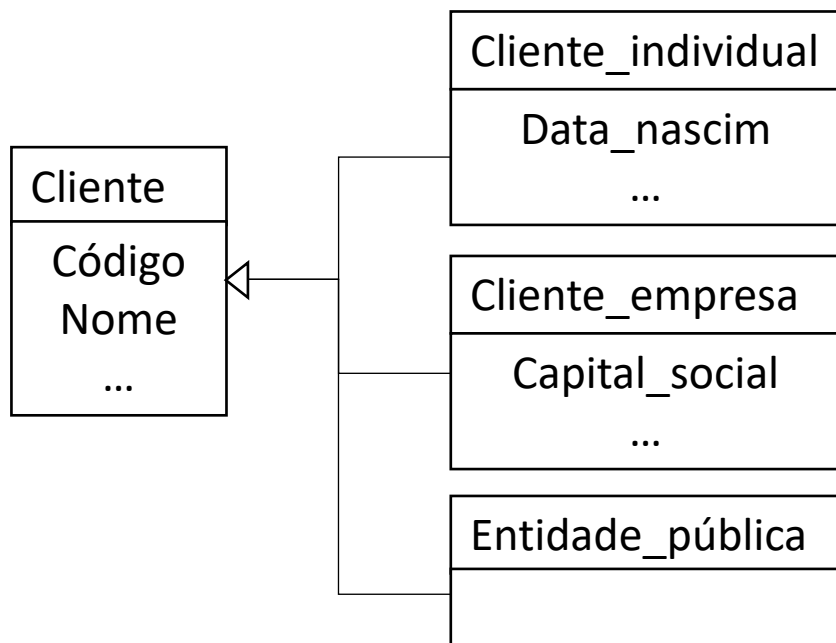 Cliente
Código
Nome
...
Cliente_individual
Data_nascim
...
Cliente_empresa
Capital_social
...
Entidade_pública